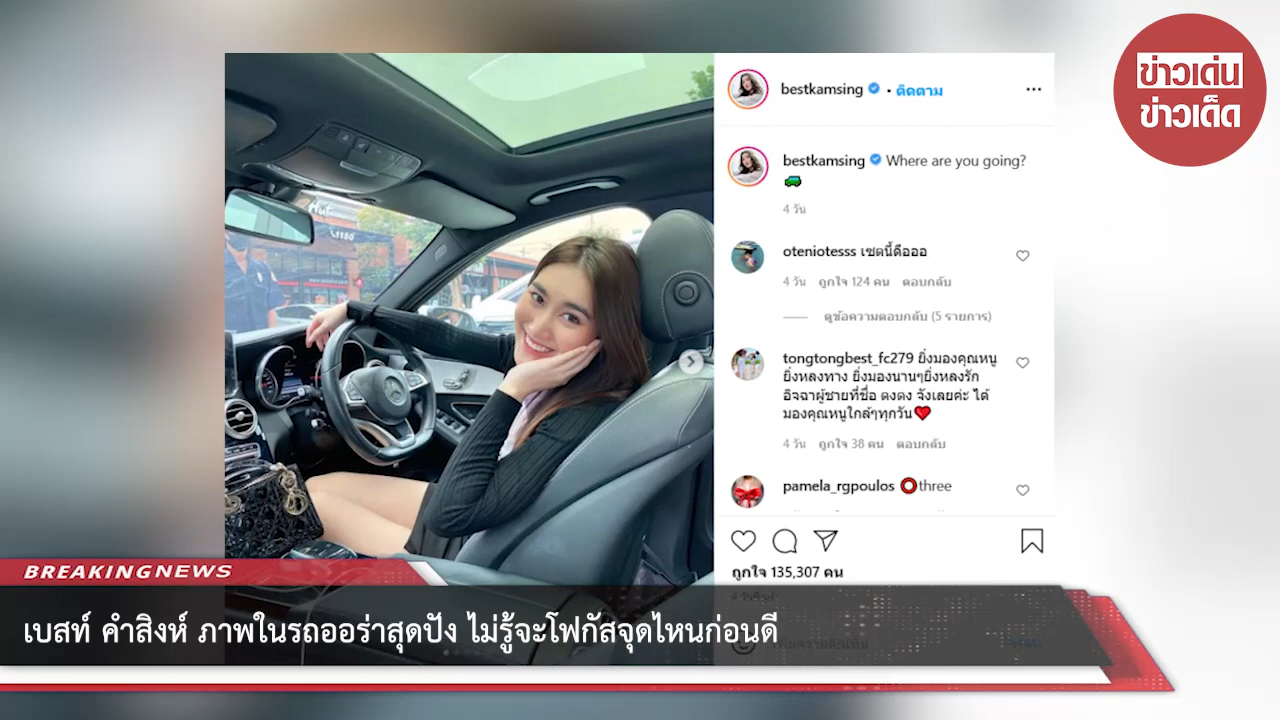 ข่าวเด่น
ข่าวเด็ด
bestkamsing • ติดตาม
bestkamsing Where are you going?
4 วัน
oteniotesss เซตนี้คือออ
4 วัน ถูกใจ 124 คน ตอบกลับ
ดูข้อความตอบกลับ (5 รายการ)
tongtongbest_fc279 ยิ่งมองคุณหนู
ยิ่งหลงทาง ยิ่งมองนานๆยิ่งหลงรัก
อิจฉาผู้ชายที่ชื่อ ตงตง จังเลยค่ะ ได้
มองคุณหนูใกล้ๆทุกวัน❤️
4 วัน ถูกใจ 38 คน ตอบกลับ
pamela_rgpoulos ⭕three
ถูกใจ 135,307 คน
BREAKINGNEWS
เบสท์ คำสิงห์ ภาพในรถออร่าสุดปัง ไม่รู้จะโฟกัสจุดไหนก่อนดี